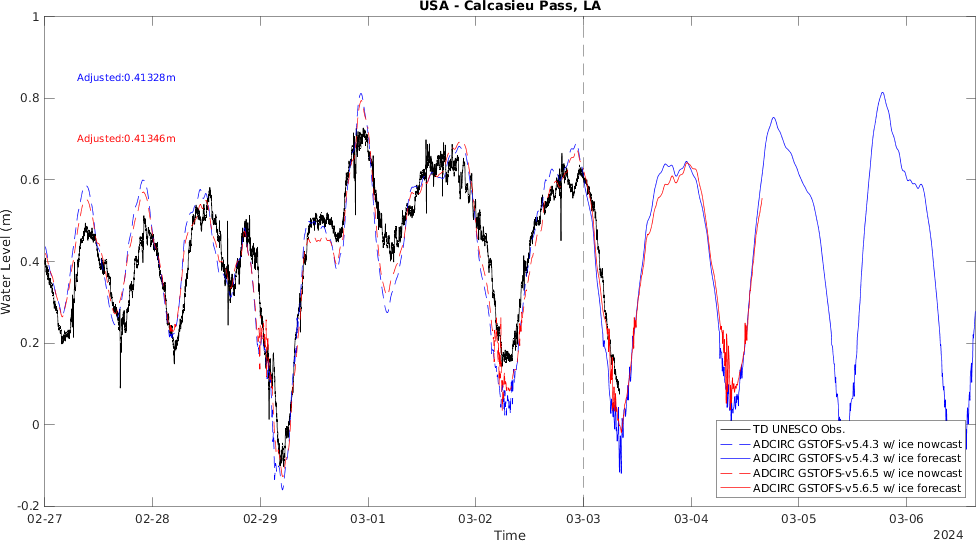 USA - Calcasieu Pass, LA
1
0.8
0.6
0.4
0.2
0
-0.2
Water Level (m)
Adjusted:0.41328m
Adjusted:0.41346m
TD UNESCO Obs.
ADCIRC GSTOFS-v5.4.3 w/ ice nowcast
ADCIRC GSTOFS-v5.4.3 w/ ice forecast
ADCIRC GSTOFS-v5.6.5 w/ ice nowcast
ADCIRC GSTOFS-v5.6.5 w/ ice forecast
02-27 02-28 02-29 03-01 03-02 03-03 03-04 03-05 03-06
Time
2024